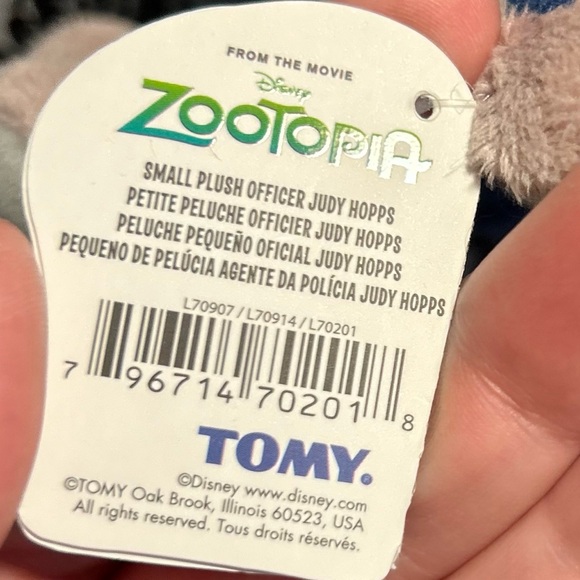 FROM THE MOVIE
Disney
ZOOTOPIA
SMALL PLUSH OFFICER JUDY HOPPS
PETITE PELUCHE OFFICIER JUDY HOPPS
PELUCHE PEQUEÑO OFICIAL JUDY HOPPS
PEQUENO DE PELÚCIA AGENTE DA POLÍCIA JUDY HOPPS
L70907 / L70914 / L70201
7 96714 70201 8
TOMY.
©Disney www.disney.com
©TOMY Oak Brook, Illinois 60523, USA
All rights reserved. Tous droits réservés.